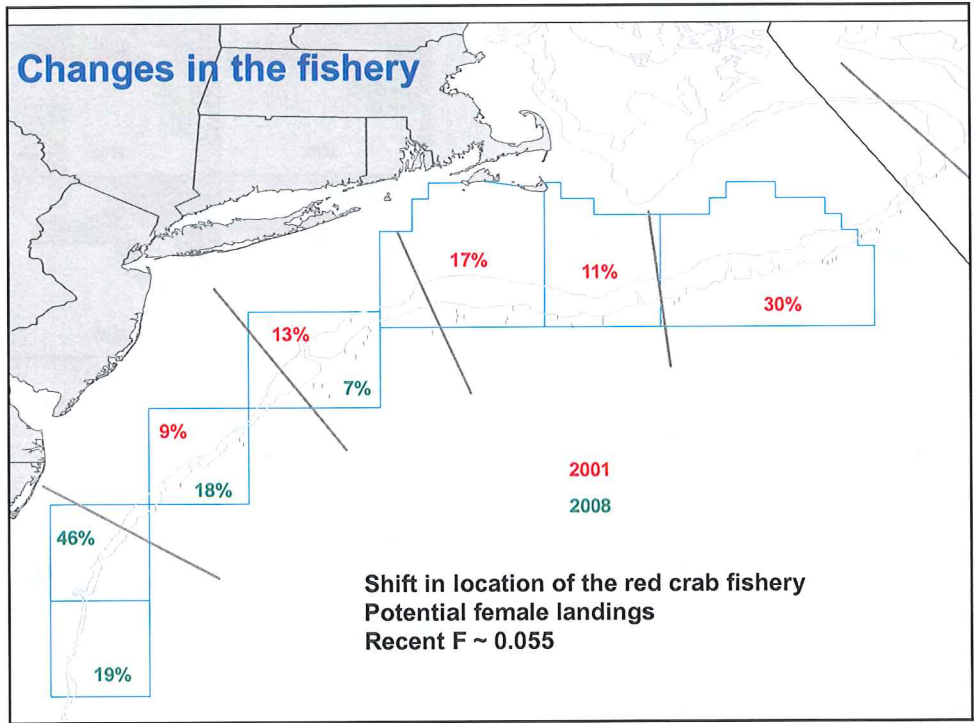 Changes in the fishery
17%
11%
30%
13%
7%
9%
18%
46%
19%
2001
2008
Shift in location of the red crab fishery
Potential female landings
Recent F ~ 0.055